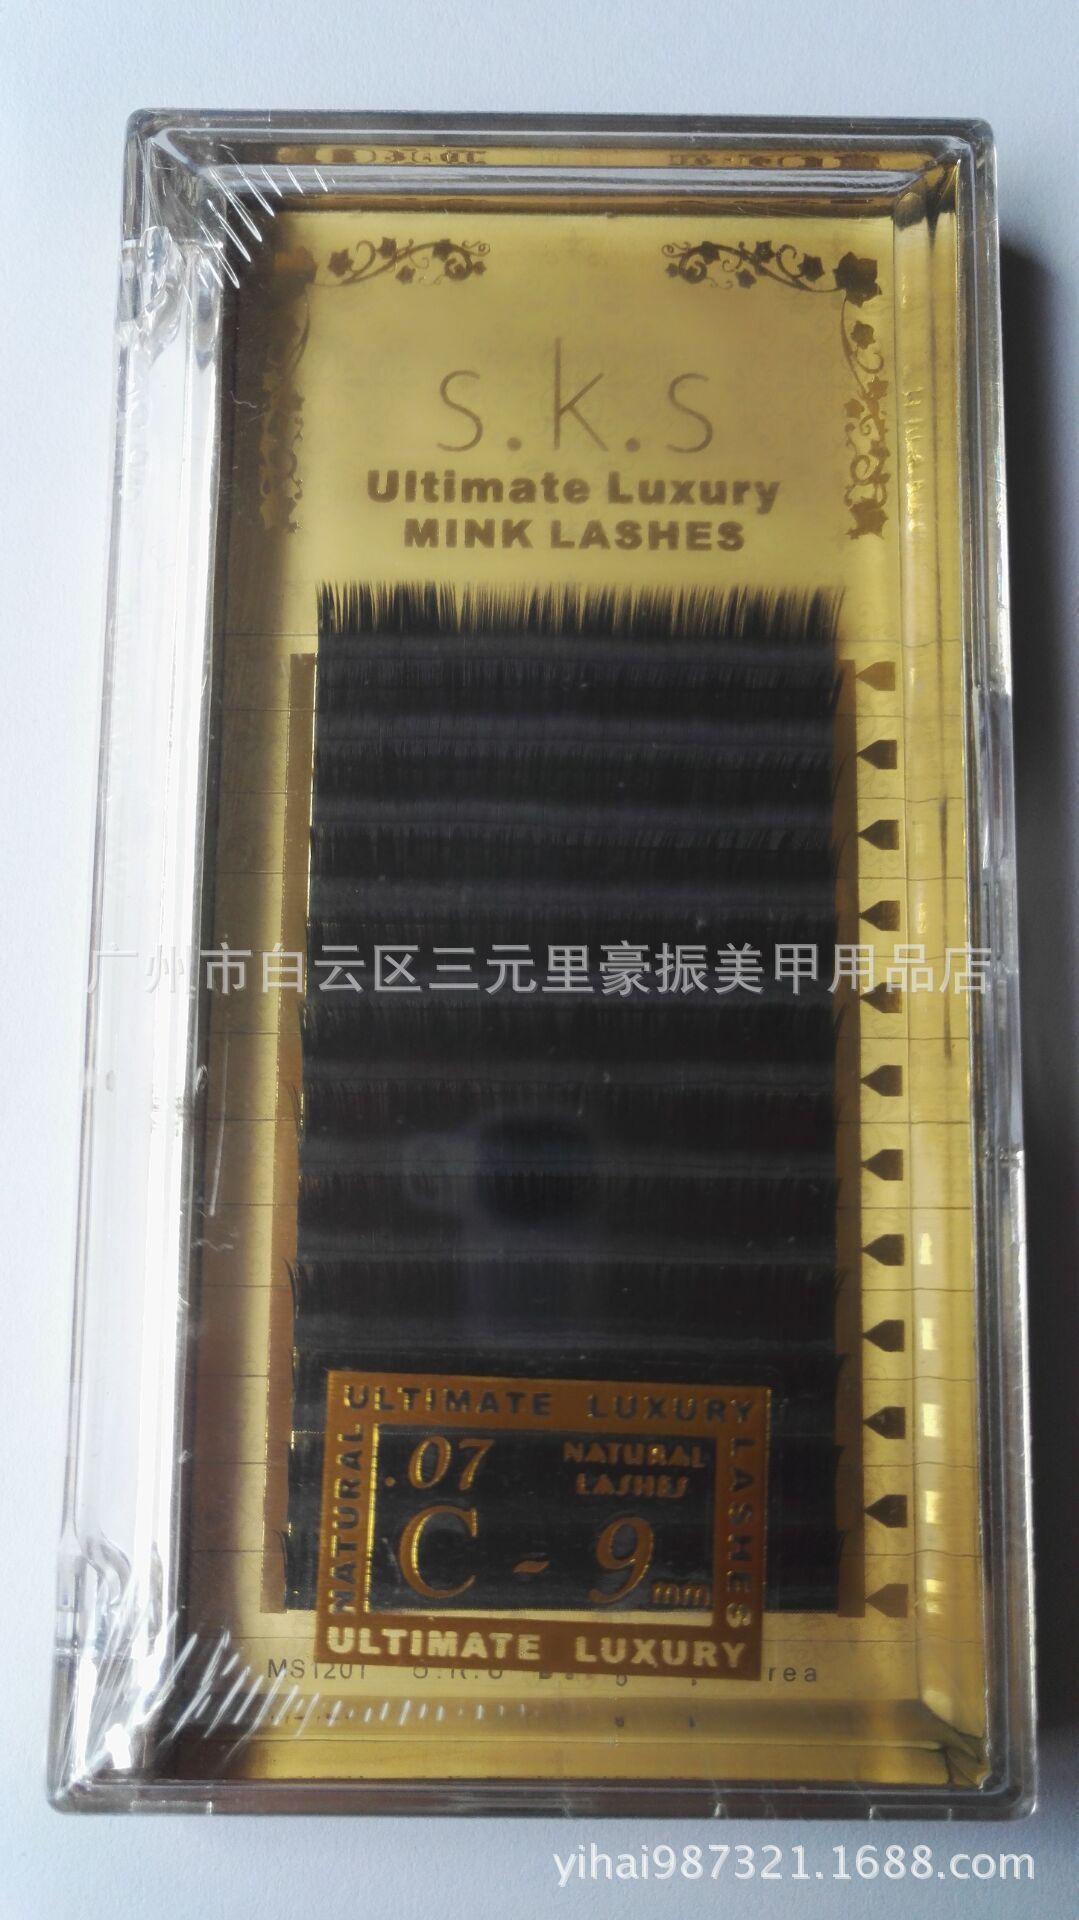 s.k.s
Ultimate Luxury
MINK LASHES
广州市白云区三元里豪振美甲用品店
ULTIMATE LUXURY
NATURAL
LASHES
.07 NATURAL
LASHES
C - 9mm
ULTIMATE LUXURY
MS1201
yihai987321.1688.com